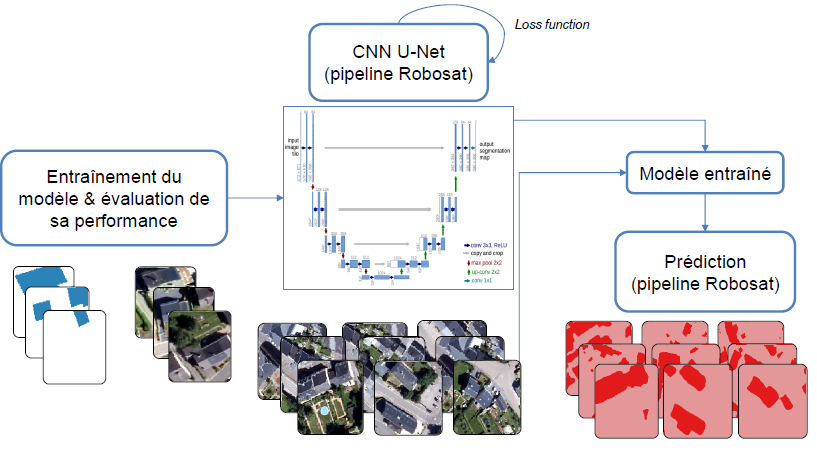 Loss function
CNN U-Net
(pipeline Robosat)
input
image
tile
output
segmentation
map
Entraînement du
modèle & évaluation de
sa performance
Modèle entraîné
conv 3x3, ReLU
copy and crop
max pool 2x2
up-conv 2x2
conv 1x1
Prédiction
(pipeline Robosat)